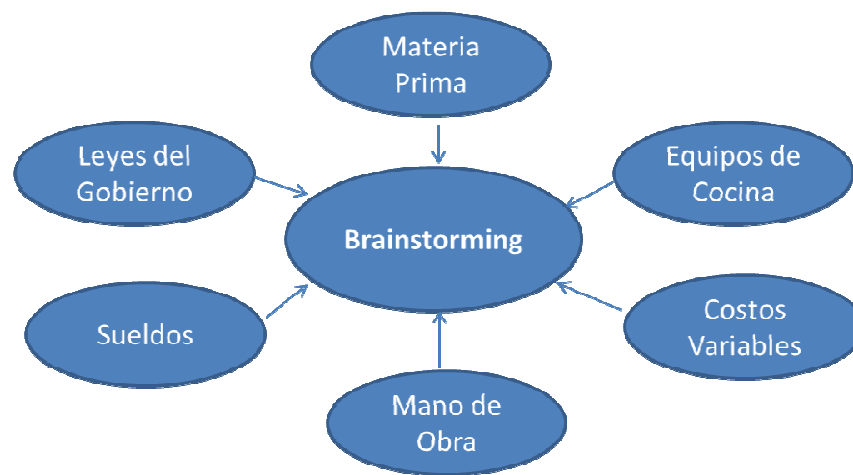 Materia
Prima
Leyes del
Gobierno
Equipos de
Cocina
Brainstorming
Sueldos
Costos
Variables
Mano de
Obra